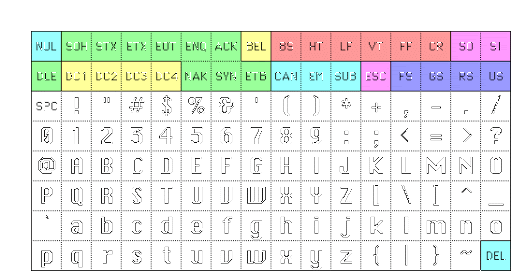 NUL SOH STX ETX EOT ENQ ACK BEL BS HT LF VT FF CR SO SI
DLE DC1 DC2 DC3 DC4 NAK SYN ETB CAN EM SUB ESC FS GS RS US
SPC ! " # $ % & ' ( ) * + , - . /
0 1 2 3 4 5 6 7 8 9 : ; < = > ?
@ A B C D E F G H I J K L M N O
P Q R S T U V W X Y Z [ \ ] ^ _
` a b c d e f g h i j k l m n o
p q r s t u v w x y z { | } ~ DEL